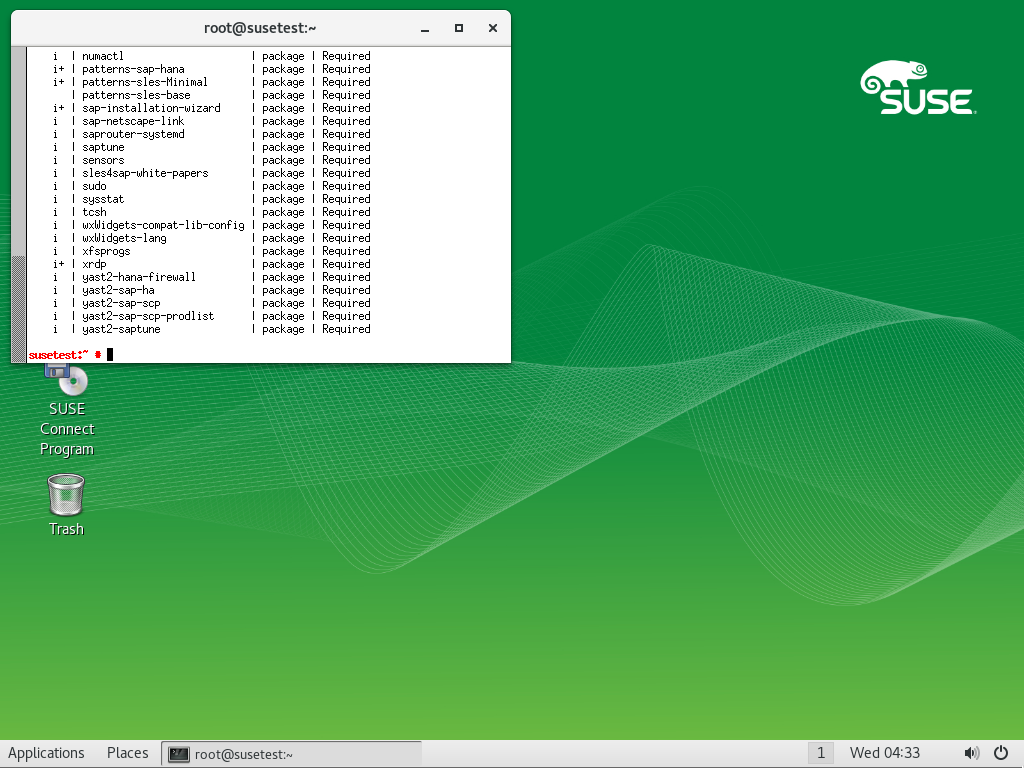 root@susetest:~
i | numactl | package | Required
i+ | patterns-sap-hana | package | Required
i+ | patterns-sles-Minimal | package | Required
| patterns-sles-base | package | Required
i+ | sap-installation-wizard | package | Required
i | sap-netscape-link | package | Required
i | saprouter-systemd | package | Required
i | saptune | package | Required
i | sensors | package | Required
i | sles4sap-white-papers | package | Required
i | sudo | package | Required
i | sysstat | package | Required
i | tcsh | package | Required
i | wxWidgets-compat-lib-config | package | Required
i | wxWidgets-lang | package | Required
i | xfsprogs | package | Required
i+ | xrdp | package | Required
i | yast2-hana-firewall | package | Required
i | yast2-sap-ha | package | Required
i | yast2-sap-scp | package | Required
i | yast2-sap-scp-prodlist | package | Required
i | yast2-saptune | package | Required
susetest:~ #
SUSE
SUSE
Connect
Program
Trash
Applications Places root@susetest:~ 1 Wed 04:33